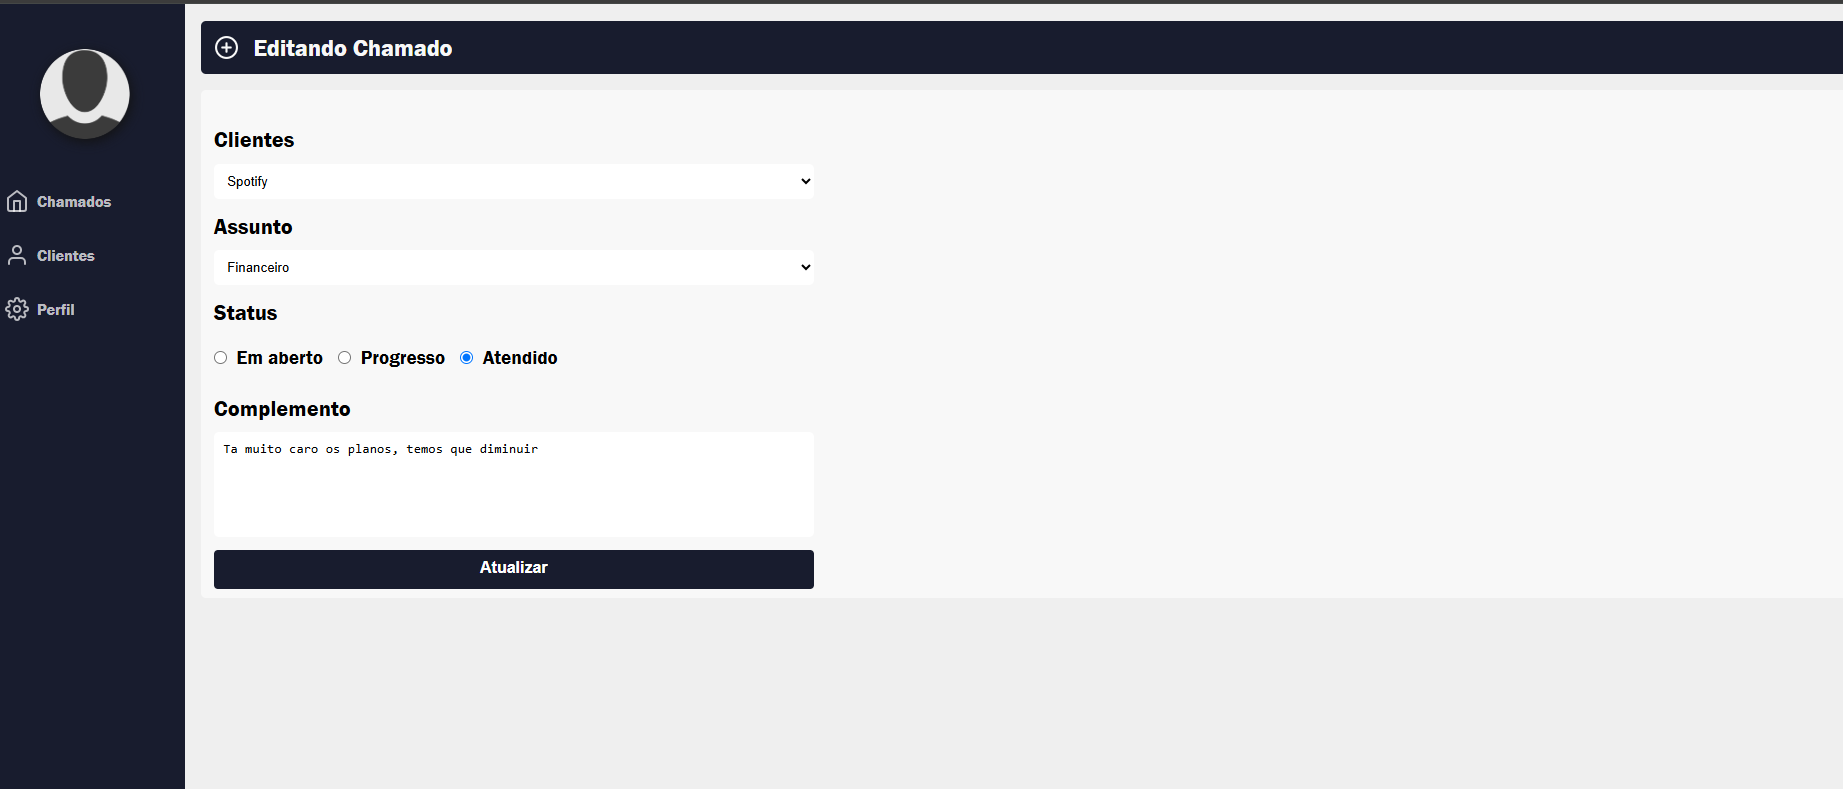 Editando Chamado
Chamados
Clientes
Perfil
Clientes
Spotify
Assunto
Financeiro
Status
Em aberto Progresso Atendido
Complemento
Ta muito caro os planos, temos que diminuir
Atualizar